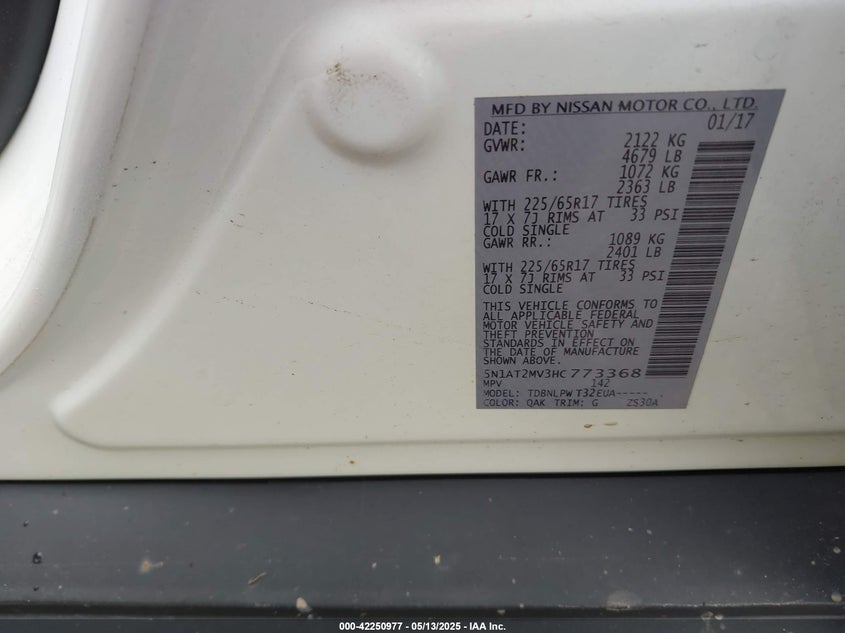 MFD BY NISSAN MOTOR CO., LTD.
DATE: 01/17
GVWR: 2122 KG
4679 LB
GAWR FR.: 1072 KG
2363 LB
WITH 225/65R17 TIRES
17 X 7J RIMS AT 33 PSI
COLD SINGLE
GAWR RR.: 1089 KG
2401 LB
WITH 225/65R17 TIRES
17 X 7J RIMS AT 33 PSI
COLD SINGLE
THIS VEHICLE CONFORMS TO
ALL APPLICABLE FEDERAL
MOTOR VEHICLE SAFETY AND
THEFT PREVENTION
STANDARDS IN EFFECT ON
THE DATE OF MANUFACTURE
SHOWN ABOVE.
5N1AT2MV3HC773368
MPV 142
MODEL: TDBNLPWT32EUA-----
COLOR: QAK TRIM: G ZS30A
000-42250977 - 05/13/2025 - IAA Inc.